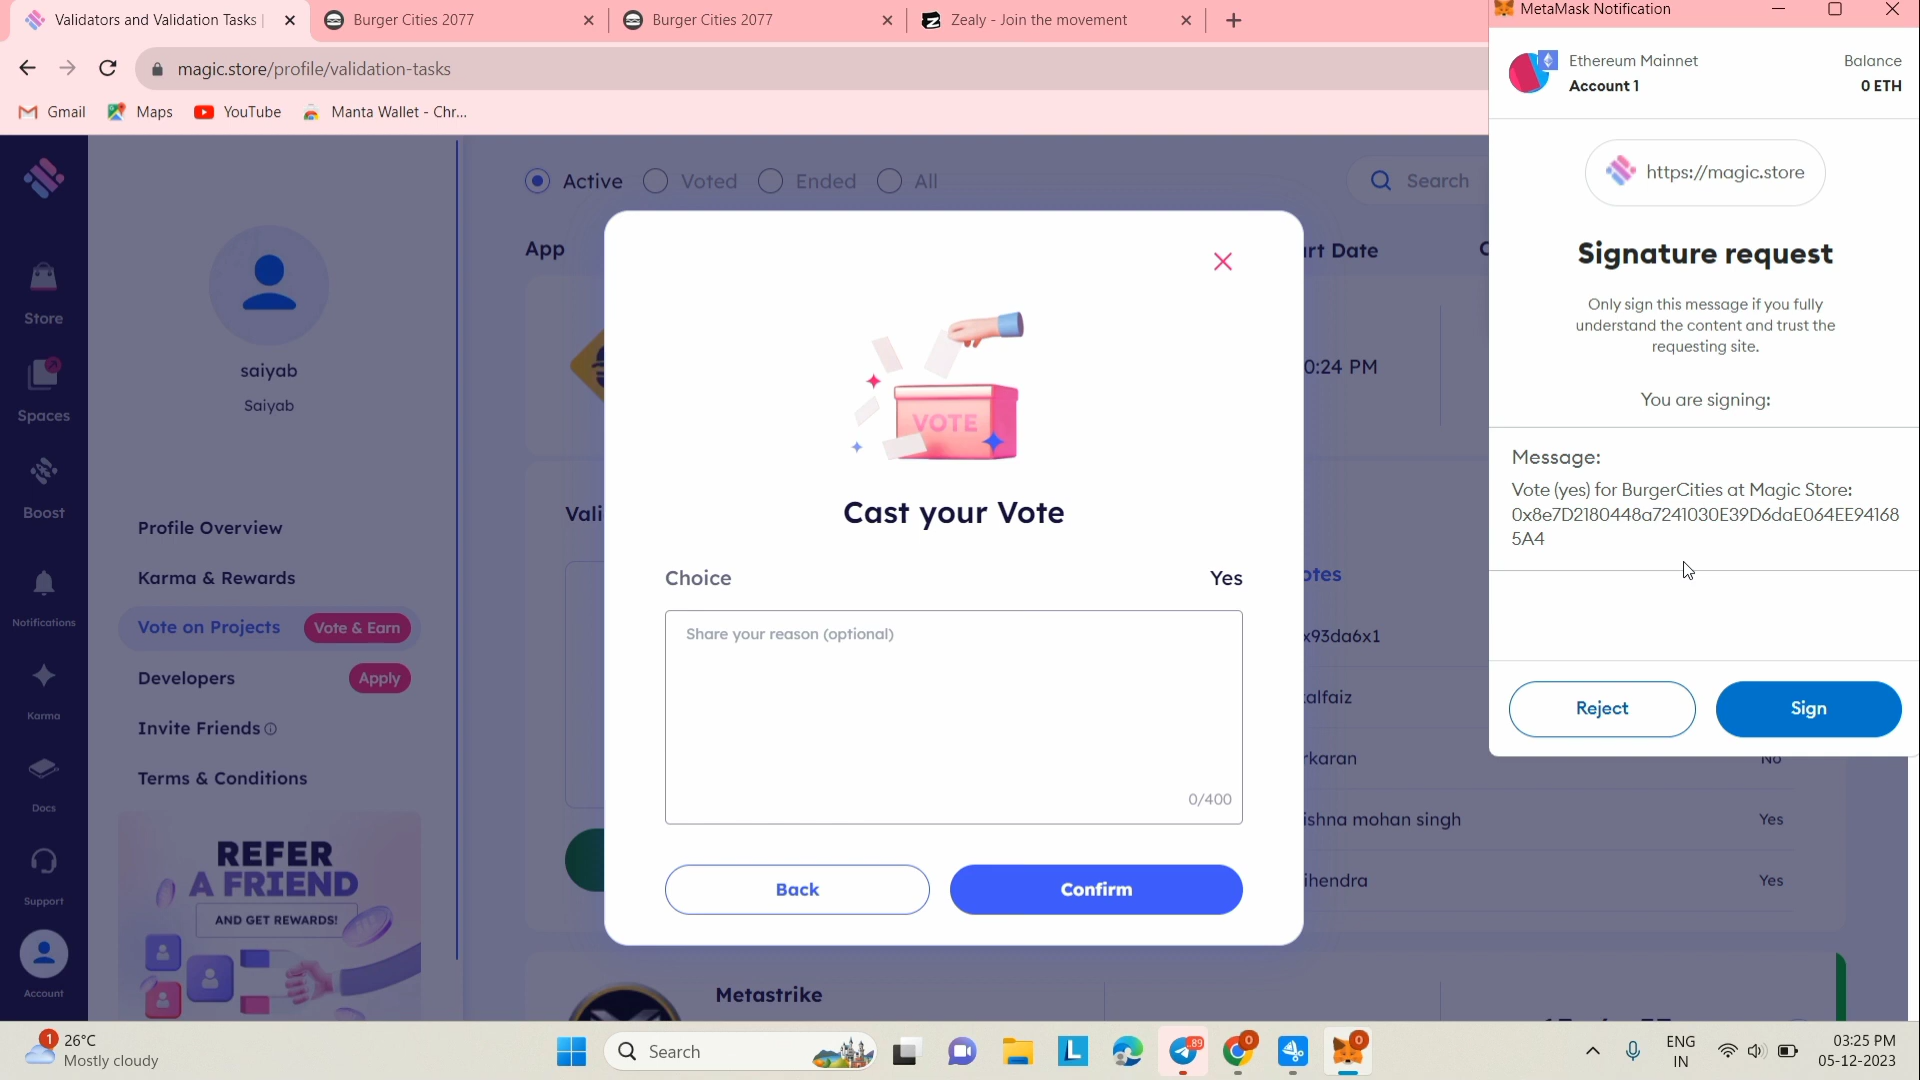 Validators and Validation Tasks
Burger Cities 2077
Burger Cities 2077
Zealy - Join the movement
MetaMask Notification
magic.store/profile/validation-tasks
Gmail
Maps
YouTube
Manta Wallet - Chr...
Ethereum Mainnet
Account 1
Balance
0 ETH
https://magic.store
Signature request
Only sign this message if you fully
understand the content and trust the
requesting site.
You are signing:
Message:
Vote (yes) for BurgerCities at Magic Store:
0x8e7D2180448a7241030E39D6daE064EE94168
5A4
Reject
Sign
Store
Spaces
Boost
Notifications
Karma
Docs
Support
Account
saiyab
Saiyab
Profile Overview
Karma & Rewards
Vote on Projects
Vote & Earn
Developers
Apply
Invite Friends
Terms & Conditions
REFER
A FRIEND
AND GET REWARDS!
Active
Voted
Ended
All
Search
App
rt Date
0:24 PM
Vali
otes
x93da6x1
alfaiz
rkaran
No
ishna mohan singh
Yes
ihendra
Yes
Metastrike
VOTE
Cast your Vote
Choice
Yes
Share your reason (optional)
0/400
Back
Confirm
1
26°C
Mostly cloudy
Search
L
.89
0
0
ENG
IN
03:25 PM
05-12-2023